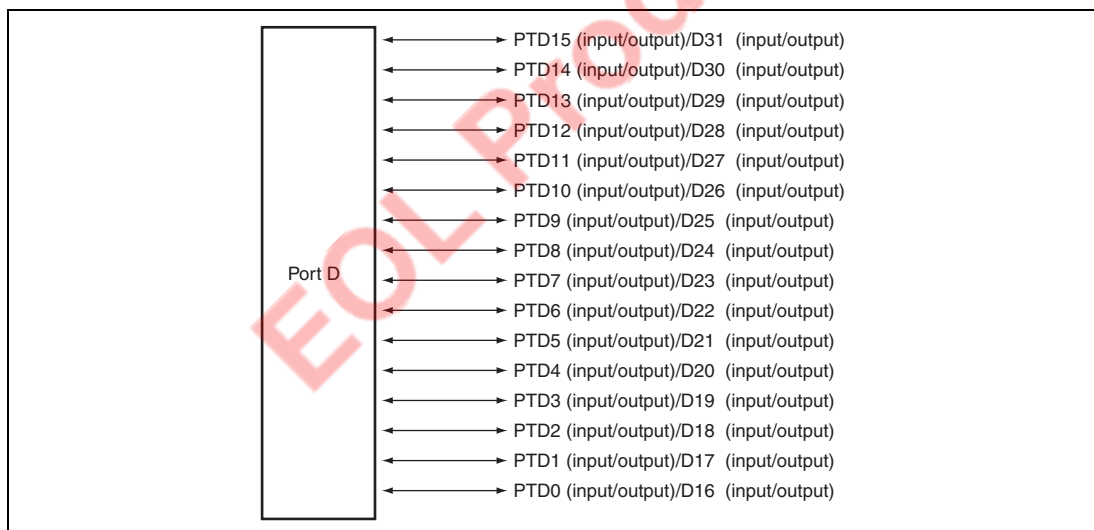 PTD15 (input/output)/D31 (input/output)
PTD14 (input/output)/D30 (input/output)
PTD13 (input/output)/D29 (input/output)
PTD12 (input/output)/D28 (input/output)
PTD11 (input/output)/D27 (input/output)
PTD10 (input/output)/D26 (input/output)
PTD9 (input/output)/D25 (input/output)
PTD8 (input/output)/D24 (input/output)
Port D
PTD7 (input/output)/D23 (input/output)
PTD6 (input/output)/D22 (input/output)
PTD5 (input/output)/D21 (input/output)
PTD4 (input/output)/D20 (input/output)
PTD3 (input/output)/D19 (input/output)
PTD2 (input/output)/D18 (input/output)
PTD1 (input/output)/D17 (input/output)
PTD0 (input/output)/D16 (input/output)
EOL Prod